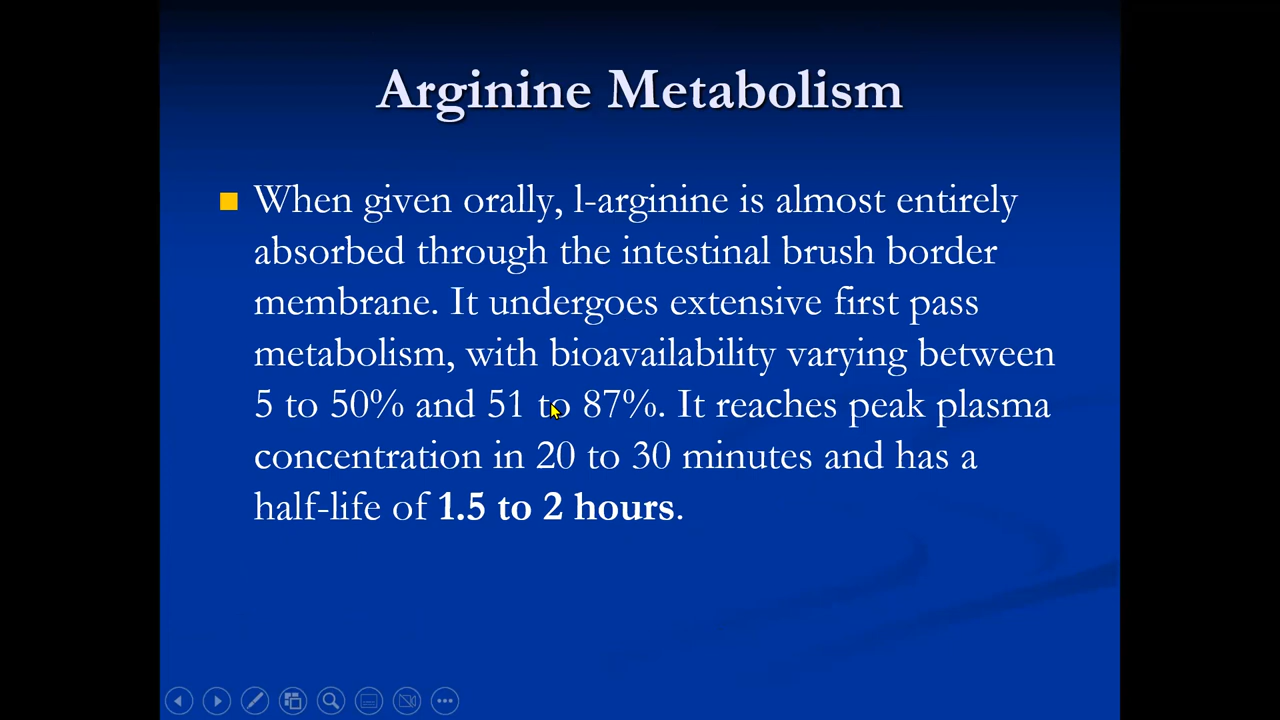 Arginine Metabolism
When given orally, l-arginine is almost entirely
absorbed through the intestinal brush border
membrane. It undergoes extensive first pass
metabolism, with bioavailability varying between
5 to 50% and 51 to 87%. It reaches peak plasma
concentration in 20 to 30 minutes and has a
half-life of 1.5 to 2 hours.